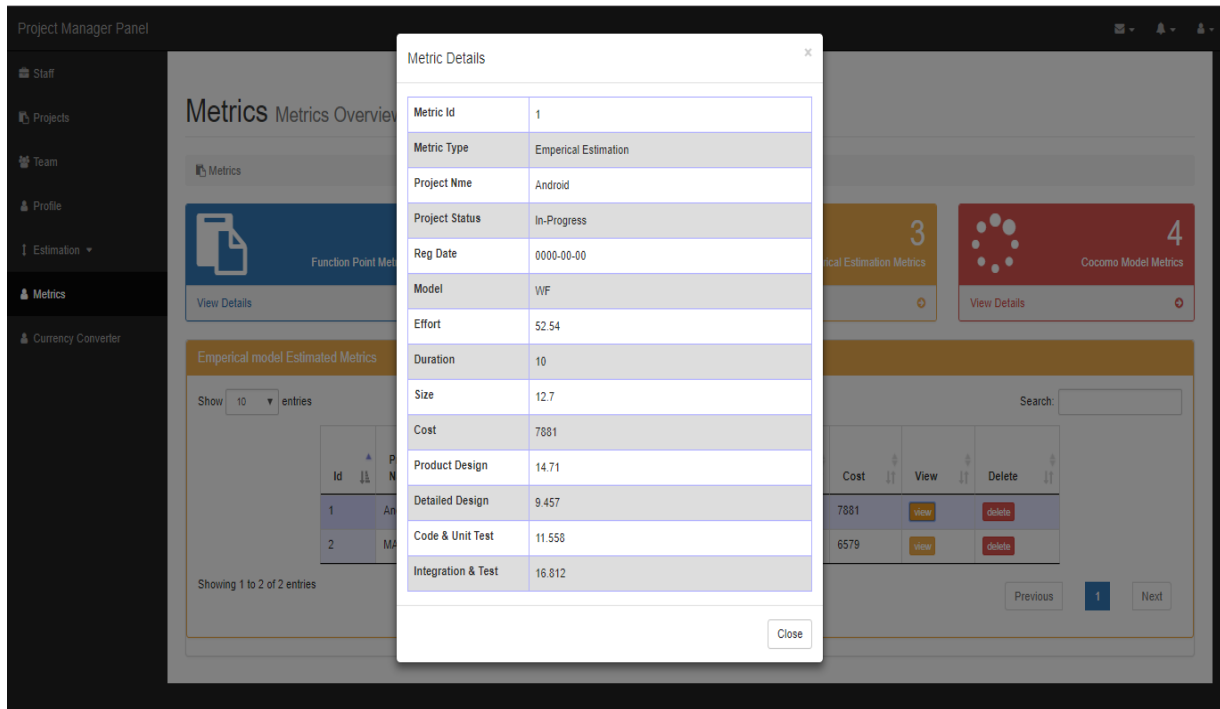 Project Manager Panel
Staff
Projects
Team
Profile
Estimation
Metrics
Currency Converter
Metrics Metrics Overview
Metrics
Function Point
View Details
3
Estimation Metrics
4
Cocomo Model Metrics
View Details
Emperical model Estimated Metrics
Show 10 entries
Search:
Id
Cost View Delete
1
7881 view delete
2
6579 view delete
Showing 1 to 2 of 2 entries
Previous 1 Next
Metric Details ×
Metric Id 1
Metric Type Emperical Estimation
Project Nme Android
Project Status In-Progress
Reg Date 0000-00-00
Model WF
Effort 52.54
Duration 10
Size 12.7
Cost 7881
Product Design 14.71
Detailed Design 9.457
Code & Unit Test 11.558
Integration & Test 16.812
Close